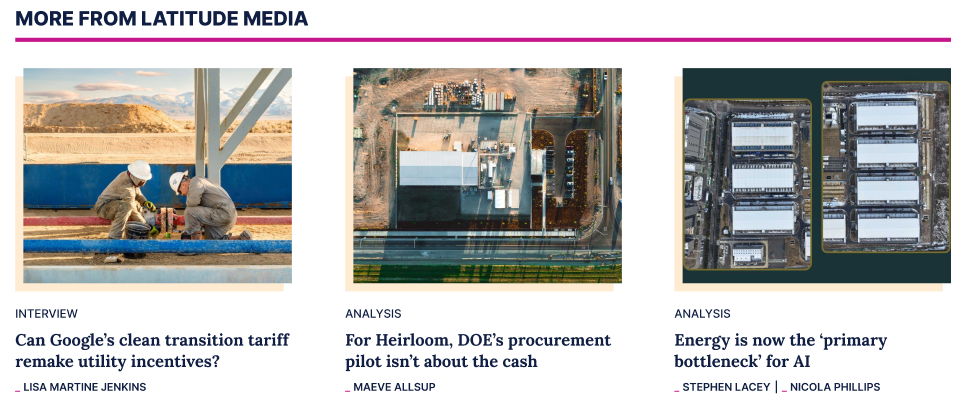 MORE FROM LATITUDE MEDIA
INTERVIEW
Can Google’s clean transition tariff
remake utility incentives?
_ LISA MARTINE JENKINS
ANALYSIS
For Heirloom, DOE’s procurement
pilot isn’t about the cash
_ MAEVE ALLSUP
ANALYSIS
Energy is now the ‘primary
bottleneck’ for AI
_ STEPHEN LACEY | _ NICOLA PHILLIPS